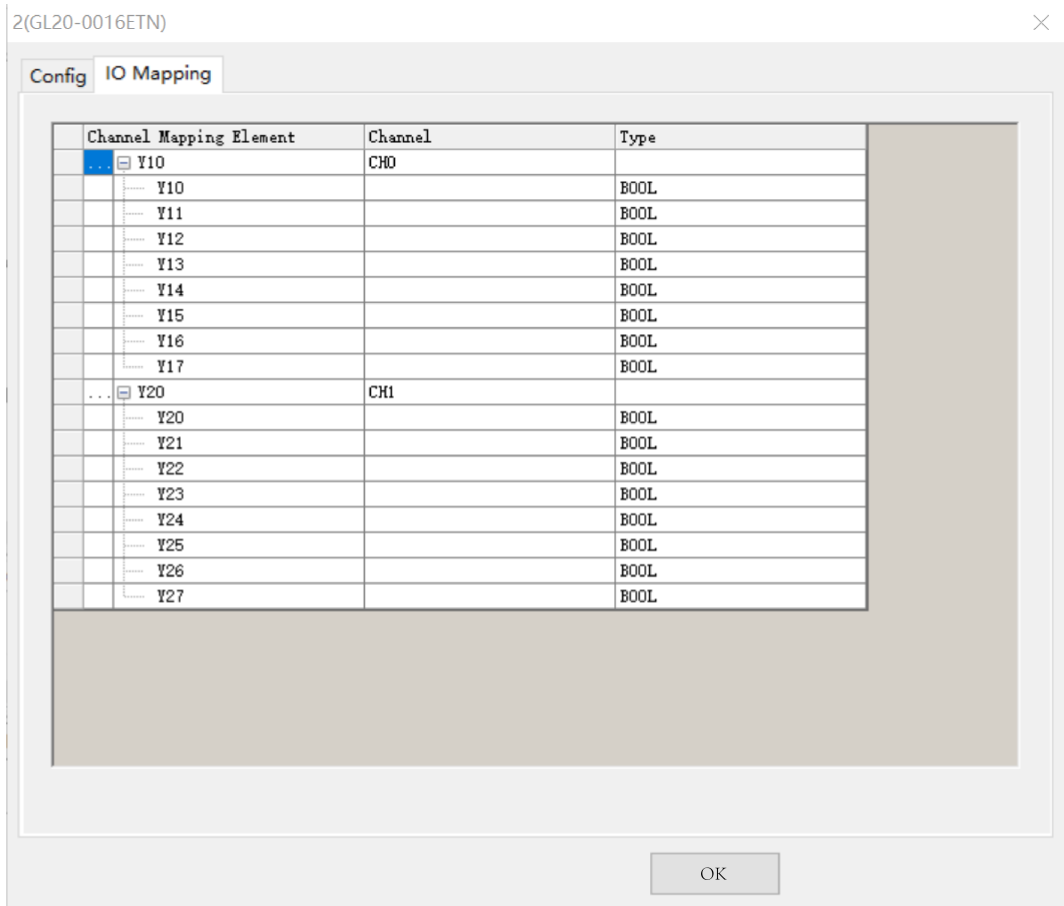 2(GL20-0016ETN)
Config IO Mapping
Channel Mapping Element Channel Type
... Y10 CH0
Y10 BOOL
Y11 BOOL
Y12 BOOL
Y13 BOOL
Y14 BOOL
Y15 BOOL
Y16 BOOL
Y17 BOOL
... Y20 CH1
Y20 BOOL
Y21 BOOL
Y22 BOOL
Y23 BOOL
Y24 BOOL
Y25 BOOL
Y26 BOOL
Y27 BOOL
OK